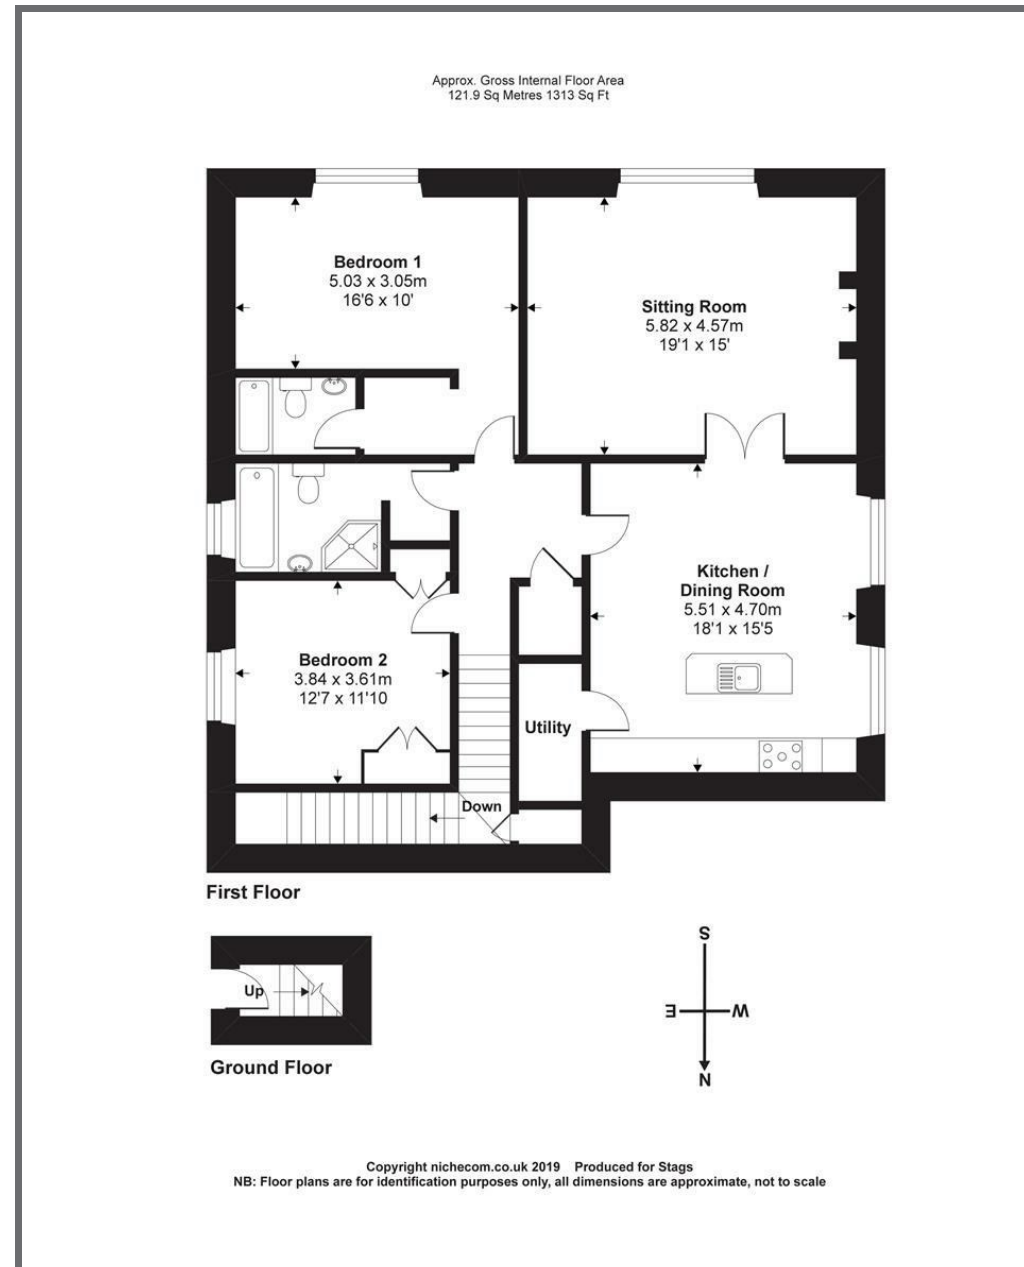 Approx. Gross Internal Floor Area
121.9 Sq Metres 1313 Sq Ft
Bedroom 1
5.03 x 3.05m
16'6 x 10'
Sitting Room
5.82 x 4.57m
19'1 x 15'
Kitchen /
Dining Room
5.51 x 4.70m
18'1 x 15'5
Bedroom 2
3.84 x 3.61m
12'7 x 11'10
Utility
Down
First Floor
Up
Ground Floor
S
E
W
N
Copyright nichecom.co.uk 2019 Produced for Stags
NB: Floor plans are for identification purposes only, all dimensions are approximate, not to scale